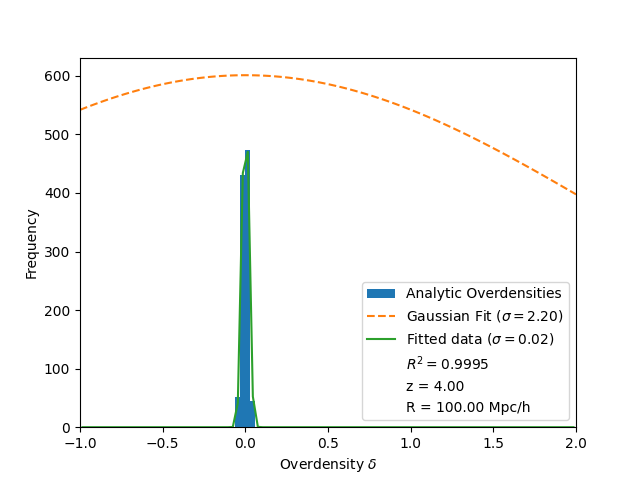 600
500
400
300
200
100
0
Frequency
−1.0 −0.5 0.0 0.5 1.0 1.5 2.0
Overdensity δ
Analytic Overdensities
Gaussian Fit (σ = 2.20)
Fitted data (σ = 0.02)
R² = 0.9995
z = 4.00
R = 100.00 Mpc/h